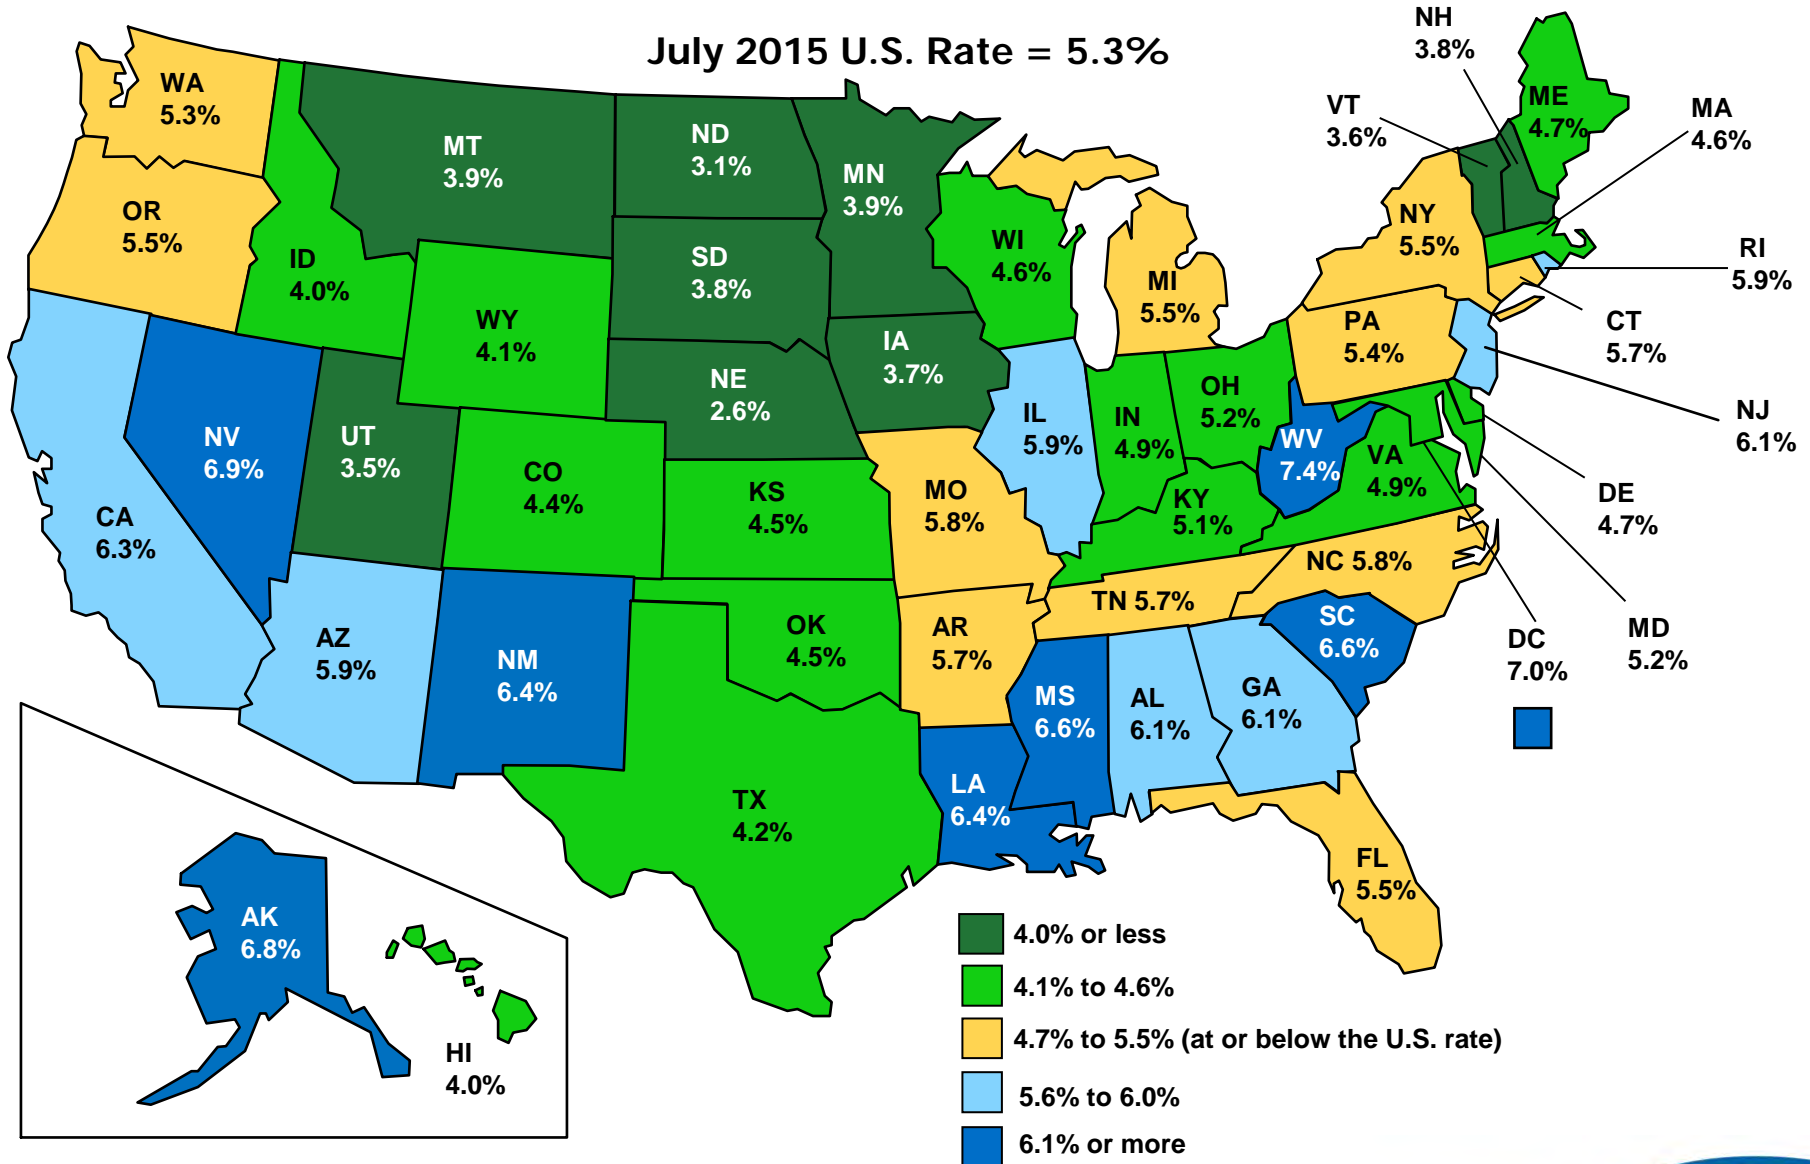 July 2015 U.S. Rate = 5.3%
WA
5.3%
OR
5.5%
ID
4.0%
MT
3.9%
ND
3.1%
MN
3.9%
SD
3.8%
WY
4.1%
WI
4.6%
MI
5.5%
NE
2.6%
IA
3.7%
NV
6.9%
UT
3.5%
CO
4.4%
KS
4.5%
CA
6.3%
AZ
5.9%
NM
6.4%
OK
4.5%
TX
4.2%
MO
5.8%
AR
5.7%
LA
6.4%
MS
6.6%
AL
6.1%
GA
6.1%
FL
5.5%
SC
6.6%
NC 5.8%
TN 5.7%
KY
5.1%
IL
5.9%
IN
4.9%
OH
5.2%
WV
7.4%
VA
4.9%
PA
5.4%
NY
5.5%
VT
3.6%
NH
3.8%
ME
4.7%
MA
4.6%
RI
5.9%
CT
5.7%
NJ
6.1%
DE
4.7%
MD
5.2%
DC
7.0%
AK
6.8%
HI
4.0%
4.0% or less
4.1% to 4.6%
4.7% to 5.5% (at or below the U.S. rate)
5.6% to 6.0%
6.1% or more